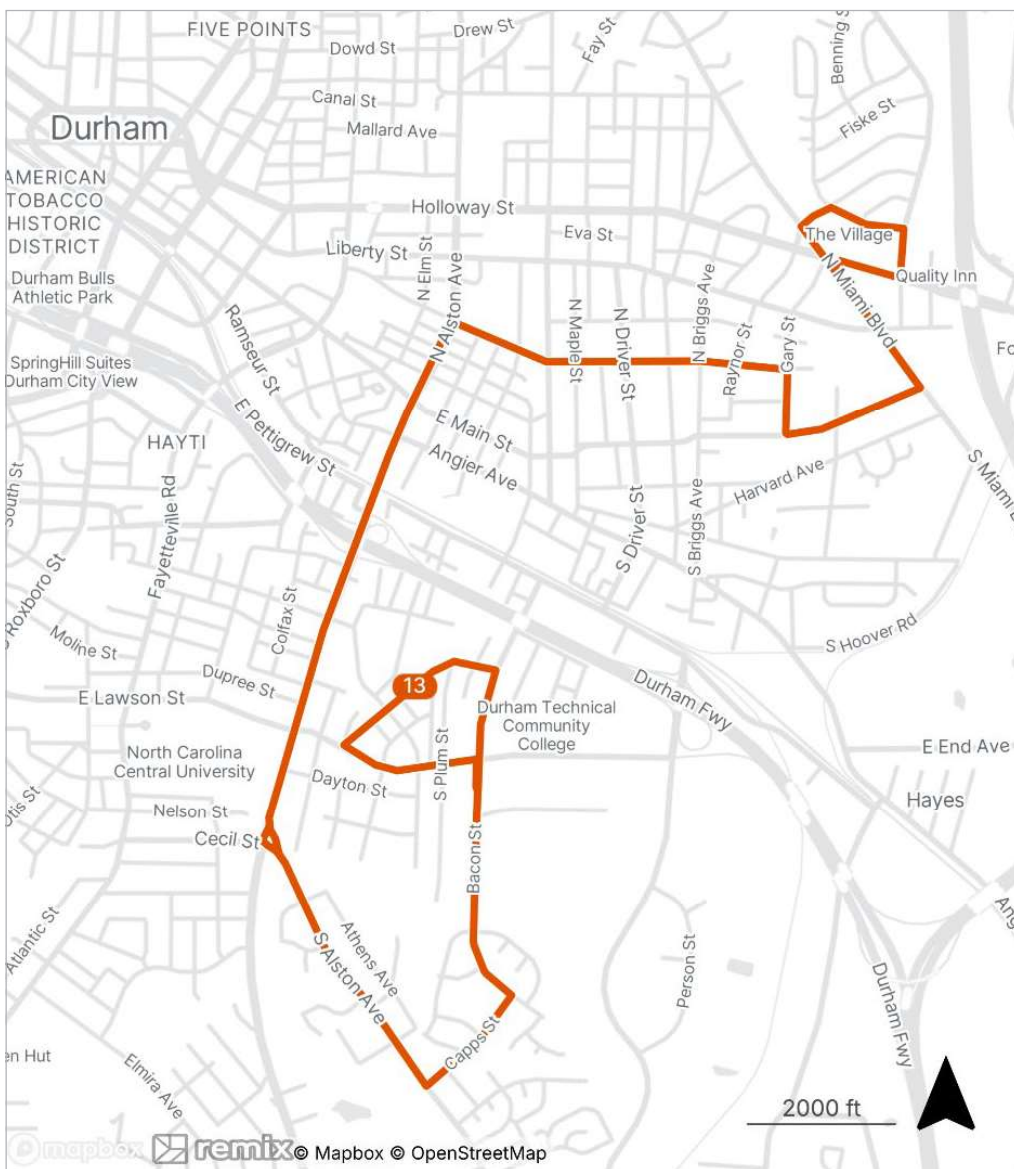 FIVE POINTS
Drew St
Fay St
Benning S
Dowd St
Canal St
Mallard Ave
Fiske St
Durham
AMERICAN
TOBACCO
HISTORIC
DISTRICT
Holloway St
Eva St
The Village
Liberty St
N Elm St
N Alston Ave
Quality Inn
N Miami Blvd
Durham Bulls
Athletic Park
Ramseur St
N Maple St
N Driver St
N Briggs Ave
Raynor St
Gary St
Fo
SpringHill Suites
Durham City View
E Pettigrew St
E Main St
HAYTI
Angier Ave
Harvard Ave
S Miami B
South St
Fayetteville Rd
S Driver St
S Briggs Ave
S Roxboro St
Colfax St
Moline St
S Hoover Rd
Dupree St
13
E Lawson St
Durham Fwy
Durham Technical
Community
College
North Carolina
Central University
Dayton St
S Plum St
E End Ave
Nelson St
Otis St
Hayes
Cecil St
Bacon St
Atlantic St
Athens Ave
S Alston Ave
Person St
Ang
Durham Fwy
Capps St
en Hut
Elmira Ave
2000 ft
mapbox remix © Mapbox © OpenStreetMap